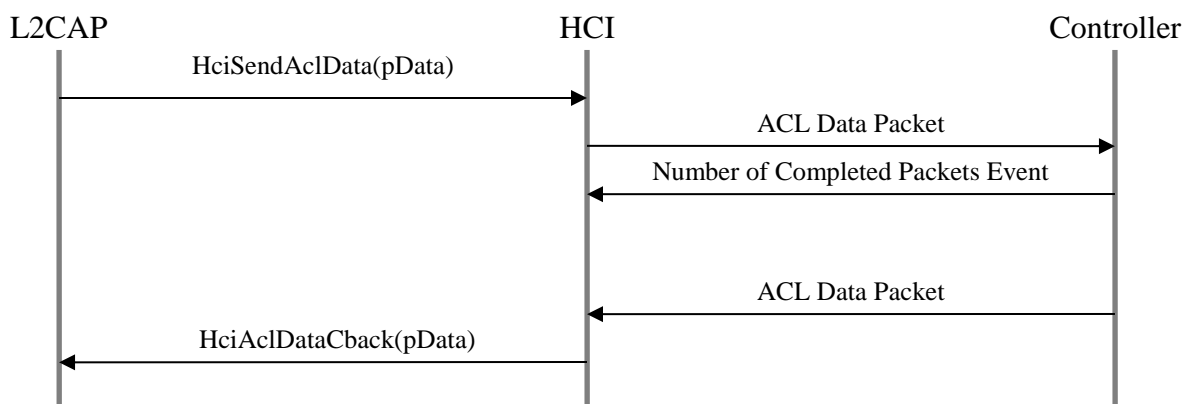 L2CAP
HCI
Controller
HciSendAclData(pData)
ACL Data Packet
Number of Completed Packets Event
ACL Data Packet
HciAclDataCback(pData)